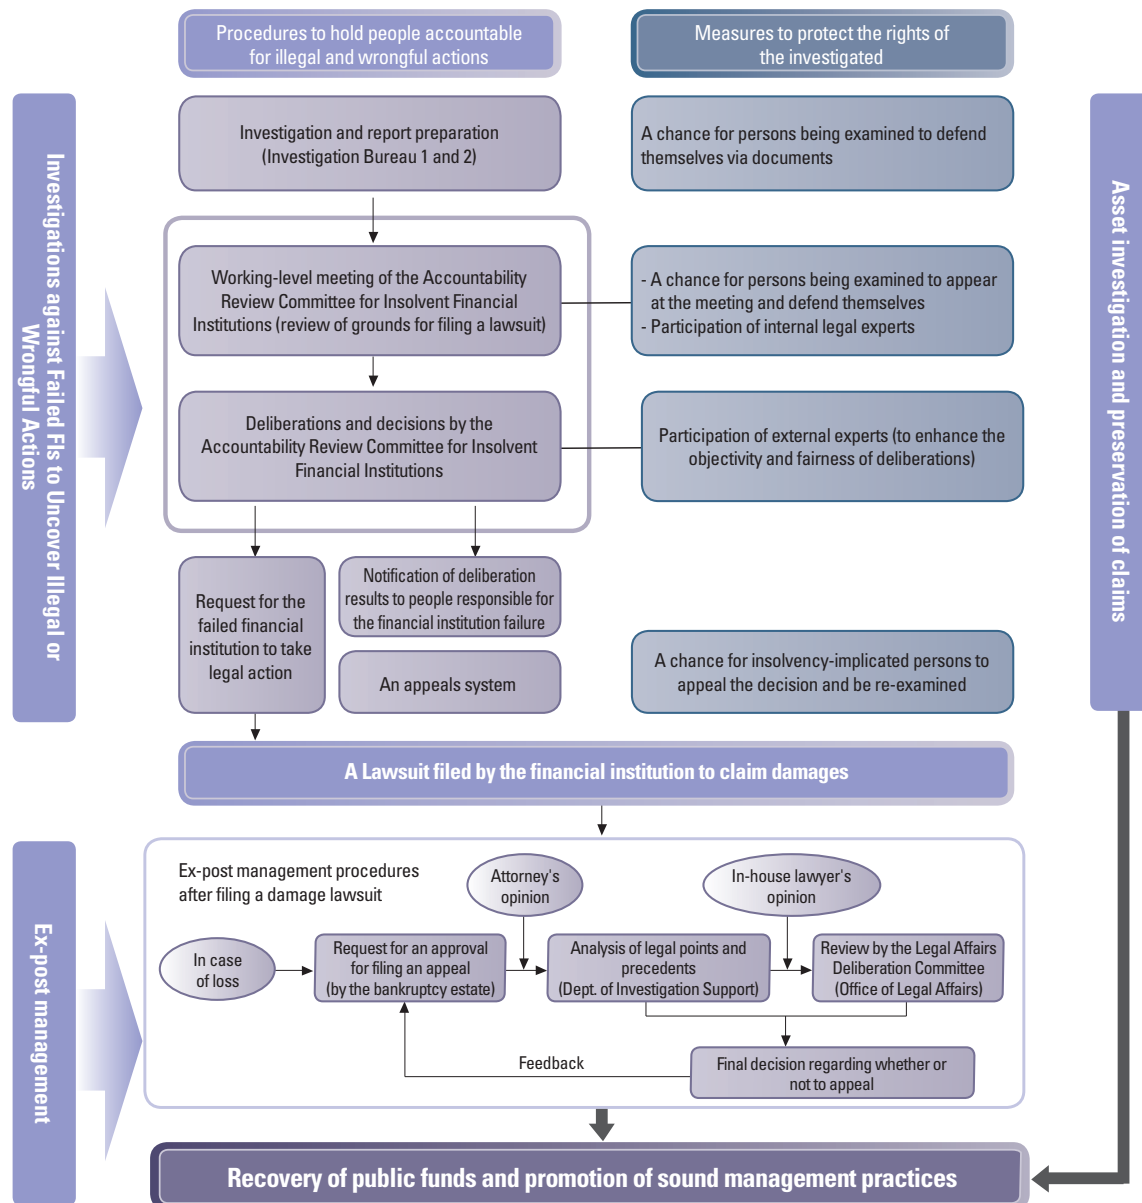 Procedures to hold people accountable
for illegal and wrongful actions
Measures to protect the rights of
the investigated
Investigations against Failed FIs to Uncover Illegal or
Wrongful Actions
Investigation and report preparation
(Investigation Bureau 1 and 2)
A chance for persons being examined to defend
themselves via documents
Asset investigation and preservation of claims
Working-level meeting of the Accountability
Review Committee for Insolvent Financial
Institutions (review of grounds for filing a lawsuit)
- A chance for persons being examined to appear
at the meeting and defend themselves
- Participation of internal legal experts
Deliberations and decisions by the
Accountability Review Committee for Insolvent
Financial Institutions
Participation of external experts (to enhance the
objectivity and fairness of deliberations)
Request for the
failed financial
institution to take
legal action
Notification of deliberation
results to people responsible for
the financial institution failure
An appeals system
A chance for insolvency-implicated persons to
appeal the decision and be re-examined
A Lawsuit filed by the financial institution to claim damages
Ex-post management
Ex-post management procedures
after filing a damage lawsuit
Attorney's
opinion
In-house lawyer's
opinion
In case
of loss
Request for an approval
for filing an appeal
(by the bankruptcy estate)
Analysis of legal points and
precedents
(Dept. of Investigation Support)
Review by the Legal Affairs
Deliberation Committee
(Office of Legal Affairs)
Feedback
Final decision regarding whether or
not to appeal
Recovery of public funds and promotion of sound management practices